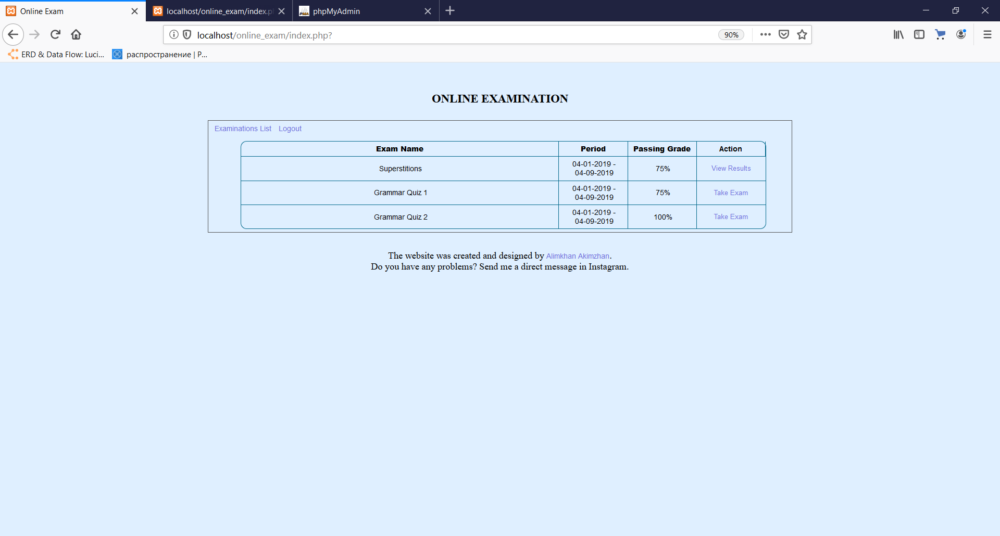 Online Exam
localhost/online_exam/index.p
phpMyAdmin
localhost/online_exam/index.php?
90%
ERD & Data Flow: Luci...
распространение | P...
ONLINE EXAMINATION
Examinations List Logout
Exam Name Period Passing Grade Action
Superstitions 04-01-2019 - 04-09-2019 75% View Results
Grammar Quiz 1 04-01-2019 - 04-09-2019 75% Take Exam
Grammar Quiz 2 04-01-2019 - 04-09-2019 100% Take Exam
The website was created and designed by Alimkhan Akimzhan.
Do you have any problems? Send me a direct message in Instagram.